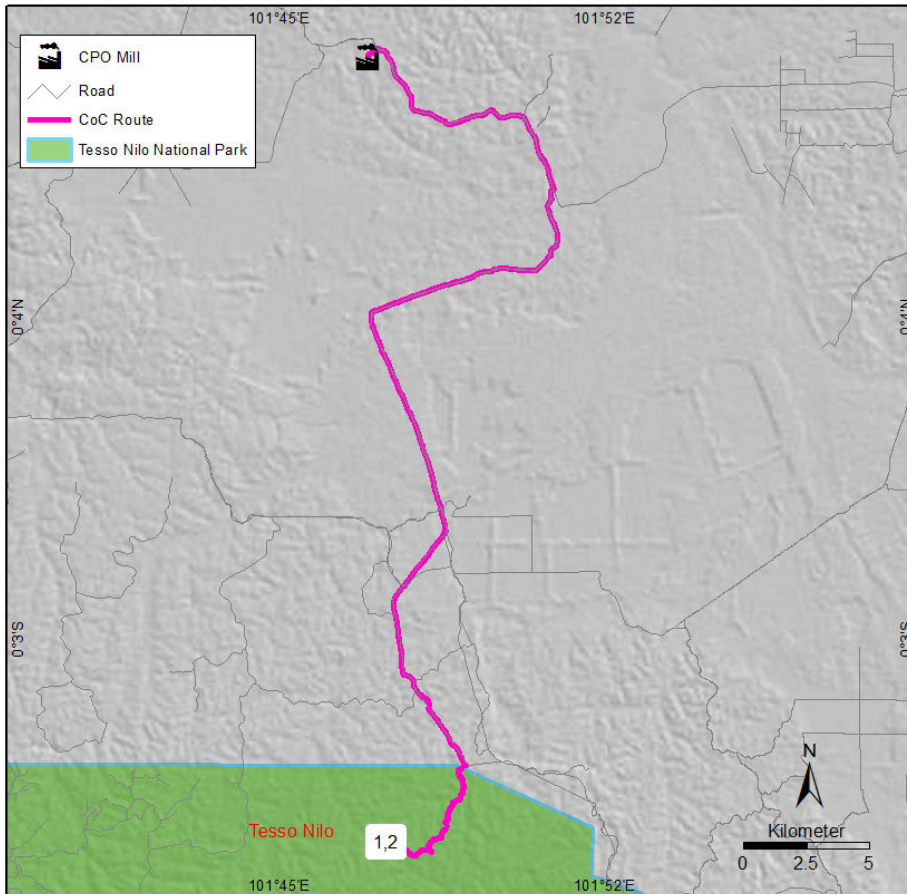 101°45'E 101°52'E
CPO Mill
Road
CoC Route
Tesso Nilo National Park
0°4'N 0°4'N
0°3'S 0°3'S
N
Tesso Nilo
1,2
Kilometer
0 2.5 5
101°45'E 101°52'E